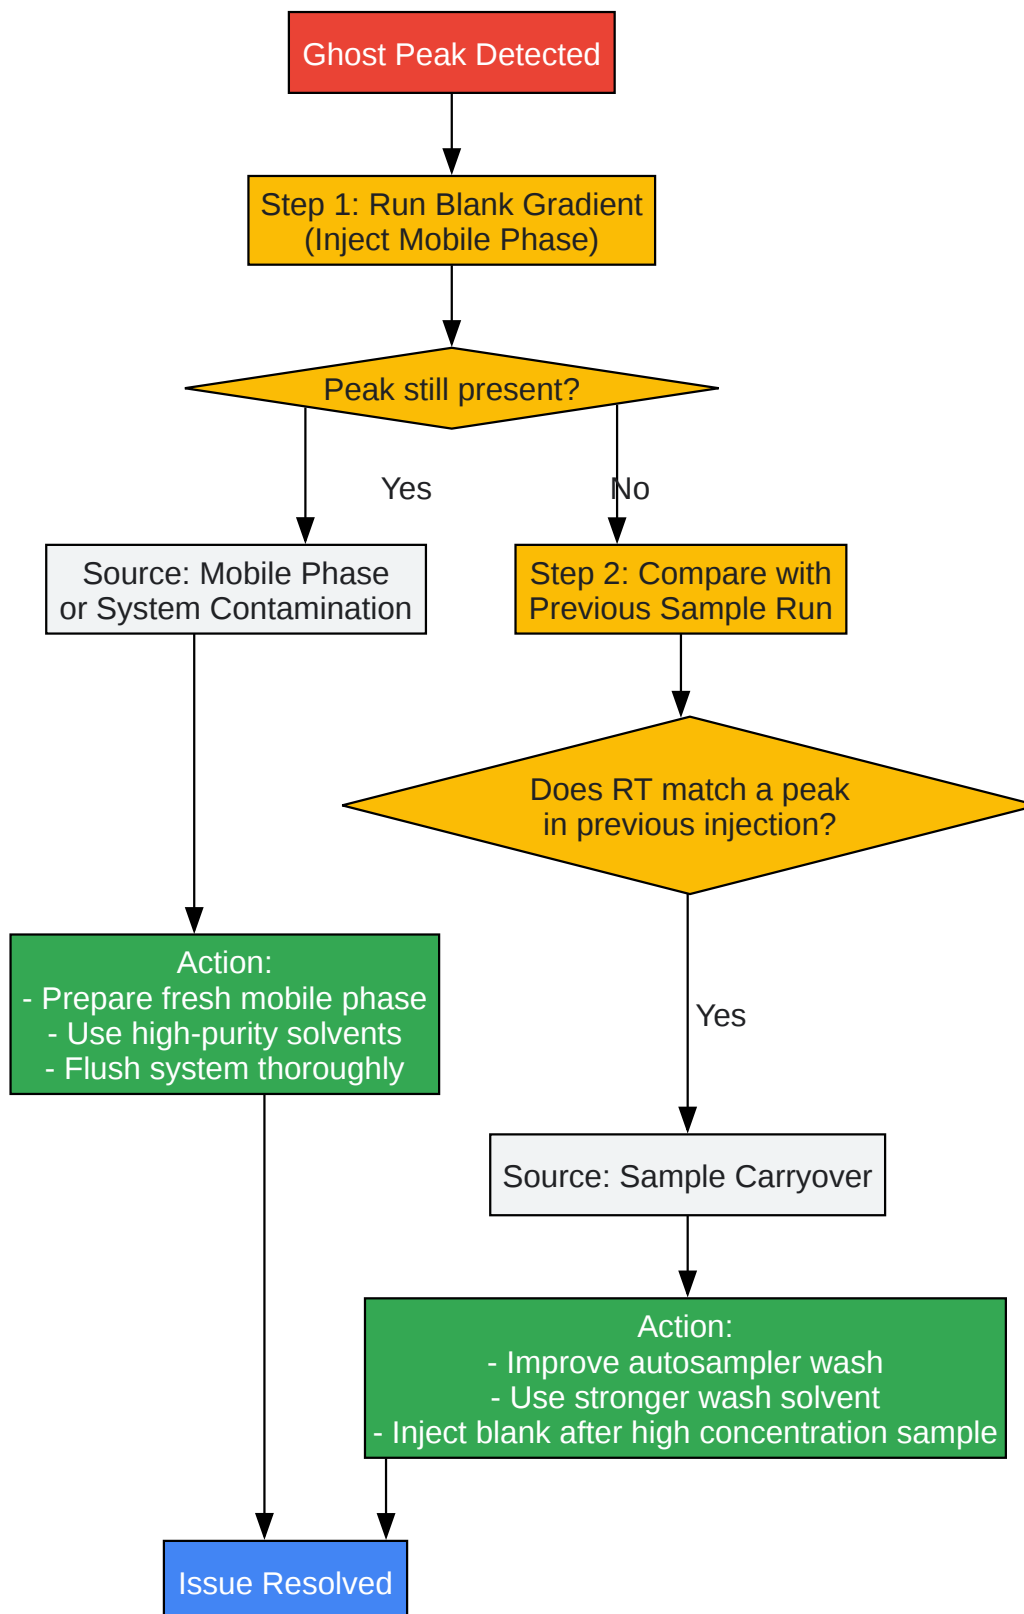 Ghost Peak Detected
Step 1: Run Blank Gradient
(Inject Mobile Phase)
Peak still present?
Yes
No
Source: Mobile Phase
or System Contamination
Step 2: Compare with
Previous Sample Run
Does RT match a peak
in previous injection?
Action:
- Prepare fresh mobile phase
- Use high-purity solvents
- Flush system thoroughly
Yes
Source: Sample Carryover
Action:
- Improve autosampler wash
- Use stronger wash solvent
- Inject blank after high concentration sample
Issue Resolved